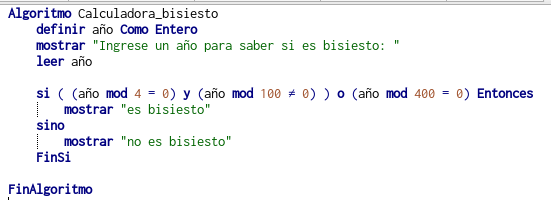 Algoritmo Calculadora_bisiesto
definir año Como Entero
mostrar "Ingrese un año para saber si es bisiesto: "
leer año
si ( (año mod 4 = 0) y (año mod 100 ≠ 0) ) o (año mod 400 = 0) Entonces
mostrar "es bisiesto"
sino
mostrar "no es bisiesto"
FinSi
FinAlgoritmo